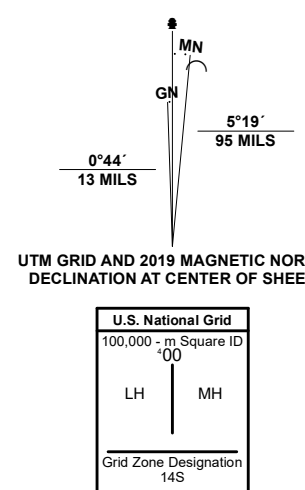 MN
GN
5°19´
95 MILS
0°44´
13 MILS
UTM GRID AND 2019 MAGNETIC NOR
DECLINATION AT CENTER OF SHEE
U.S. National Grid
100,000 - m Square ID
⁴00
LH MH
Grid Zone Designation
14S